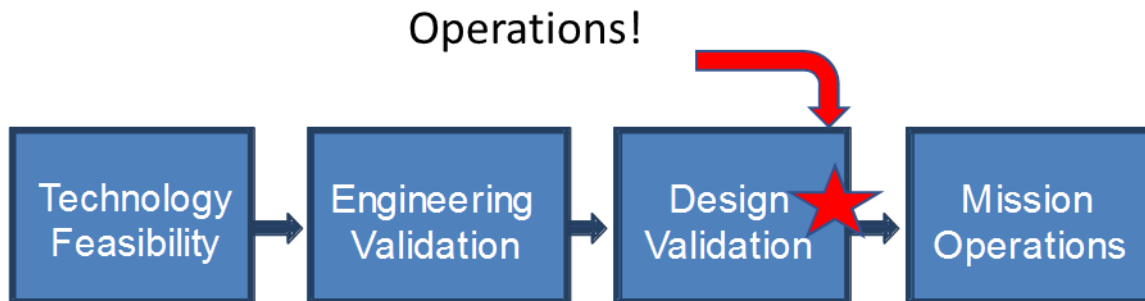 Operations!
Technology
Feasibility
Engineering
Validation
Design
Validation
Mission
Operations